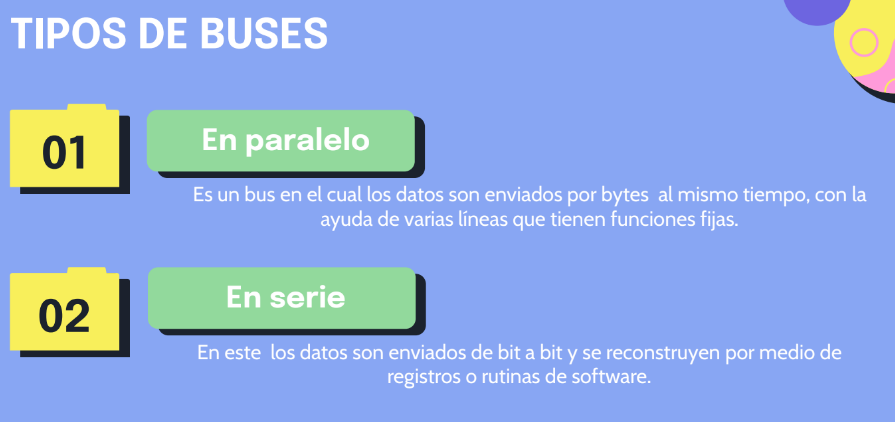 TIPOS DE BUSES
01
En paralelo
Es un bus en el cual los datos son enviados por bytes al mismo tiempo, con la
ayuda de varias líneas que tienen funciones fijas.
02
En serie
En este los datos son enviados de bit a bit y se reconstruyen por medio de
registros o rutinas de software.